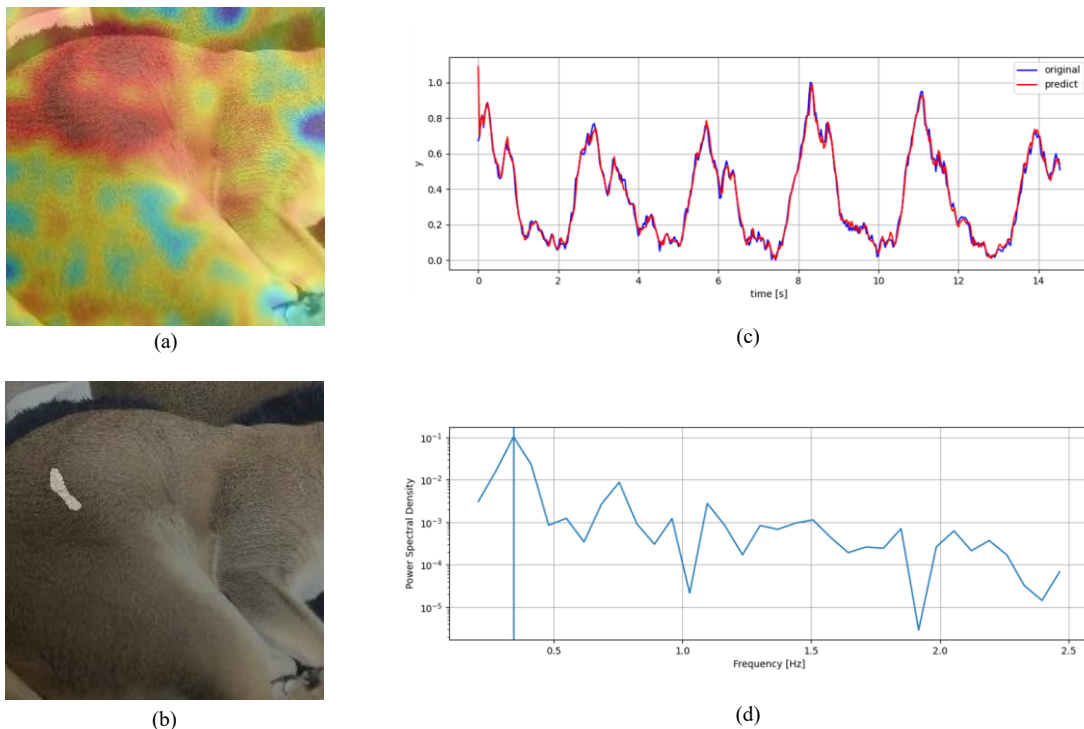 (a)
1.0
0.8
0.6
0.4
0.2
0.0
y
0 2 4 6 8 10 12 14
time [s]
original
predict
(c)
(b)
10⁻¹
10⁻²
10⁻³
10⁻⁴
10⁻⁵
Power Spectral Density
0.5 1.0 1.5 2.0 2.5
Frequency [Hz]
(d)